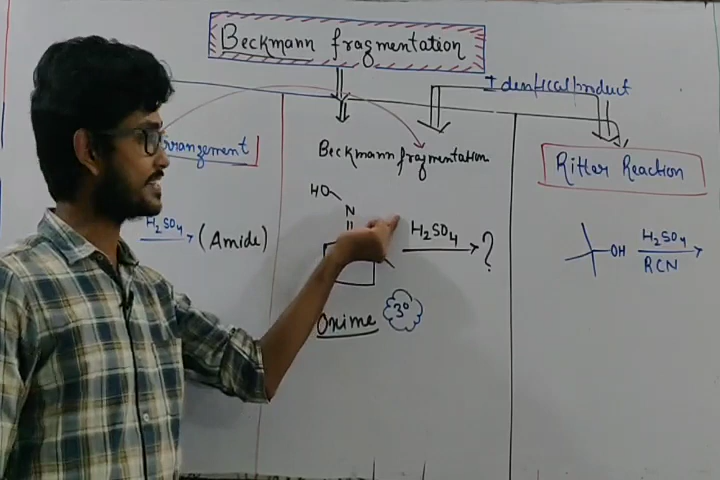 Beckmann fragmentation
Identical product
rrangement
H2SO4
(Amide)
Beckmann fragmentation
HO
N
H2SO4
?
Oxime
3°
Ritter Reaction
OH
H2SO4
RCN